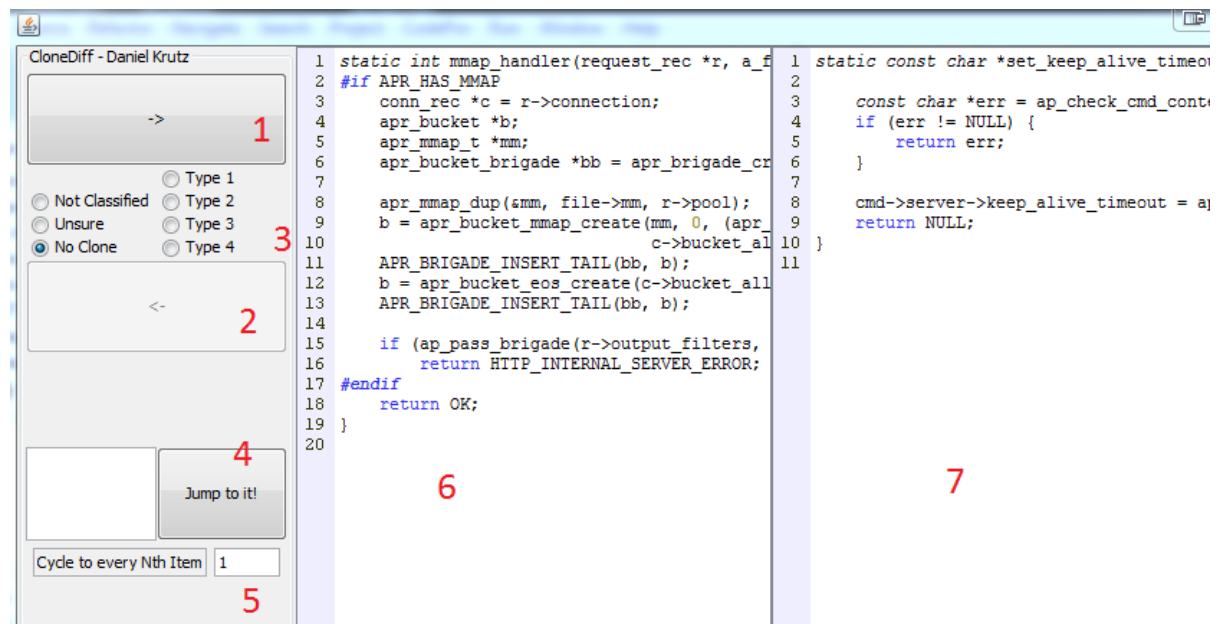 CloneDiff - Daniel Krutz
->
1
Type 1
Not Classified Type 2
Unsure Type 3
No Clone Type 4
3
<-
2
4
Jump to it!
Cycle to every Nth Item 1
5
1 static int mmap_handler(request_rec *r, a_f
2 #if APR_HAS_MMAP
3 conn_rec *c = r->connection;
4 apr_bucket *b;
5 apr_mmap_t *mm;
6 apr_bucket_brigade *bb = apr_brigade_cr
7
8 apr_mmap_dup(&mm, file->mm, r->pool);
9 b = apr_bucket_mmap_create(mm, 0, (apr_
10 c->bucket_al
11 APR_BRIGADE_INSERT_TAIL(bb, b);
12 b = apr_bucket_eos_create(c->bucket_all
13 APR_BRIGADE_INSERT_TAIL(bb, b);
14
15 if (ap_pass_brigade(r->output_filters,
16 return HTTP_INTERNAL_SERVER_ERROR;
17 #endif
18 return OK;
19 }
20
6
1 static const char *set_keep_alive_timeou
2
3 const char *err = ap_check_cmd_conte
4 if (err != NULL) {
5 return err;
6 }
7
8 cmd->server->keep_alive_timeout = ap
9 return NULL;
10 }
11
7